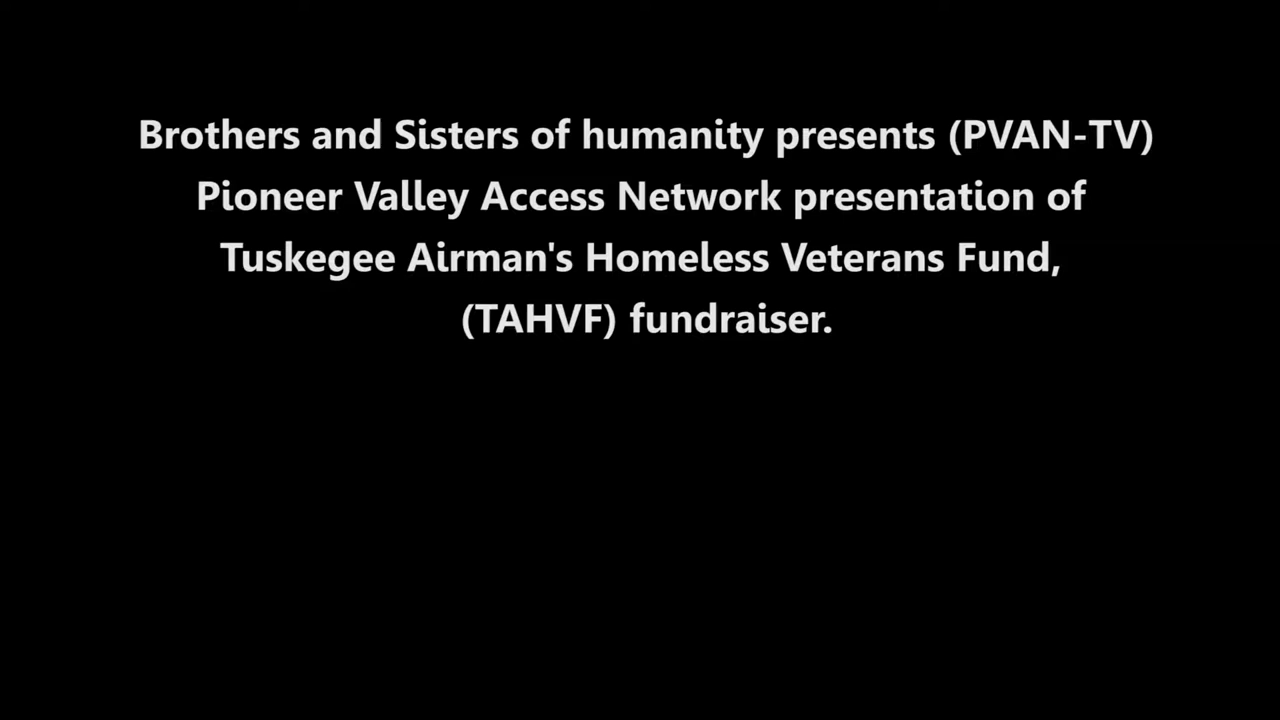 Brothers and Sisters of humanity presents (PVAN-TV)
Pioneer Valley Access Network presentation of
Tuskegee Airman's Homeless Veterans Fund,
(TAHVF) fundraiser.